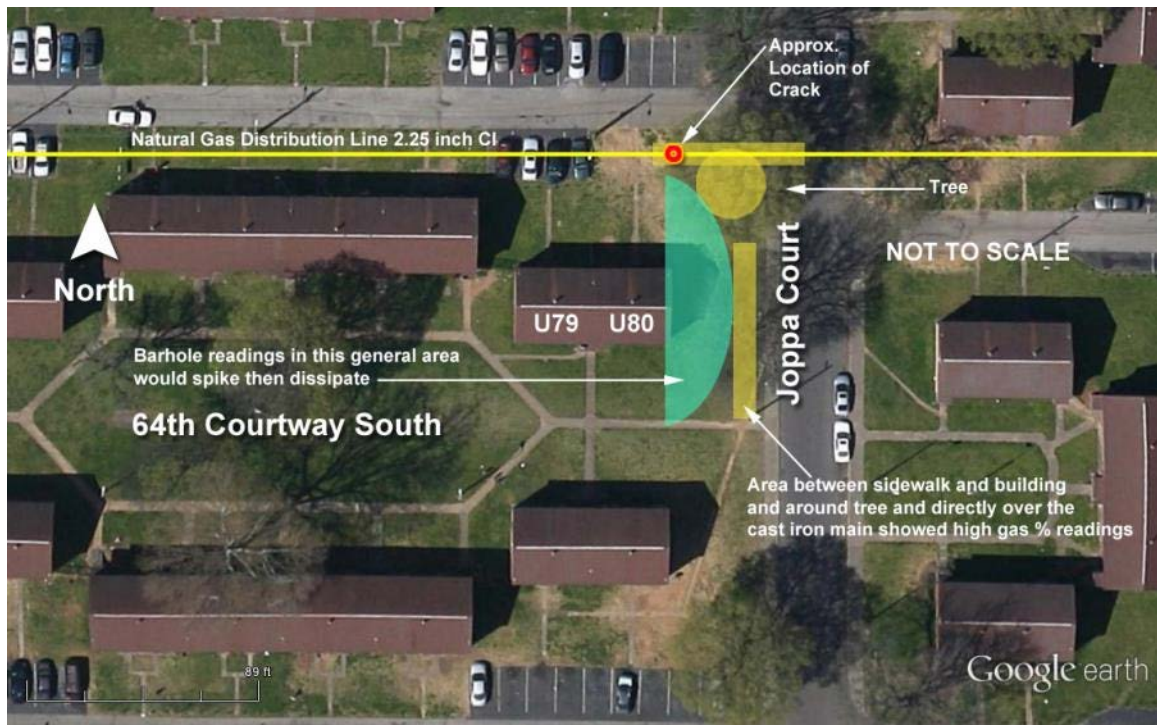 Approx.
Location of
Crack
Natural Gas Distribution Line 2.25 inch CI
Tree
North
NOT TO SCALE
U79 U80
Joppa Court
Barhole readings in this general area
would spike then dissipate
64th Courtway South
Area between sidewalk and building
and around tree and directly over the
cast iron main showed high gas % readings
89 ft
Google earth